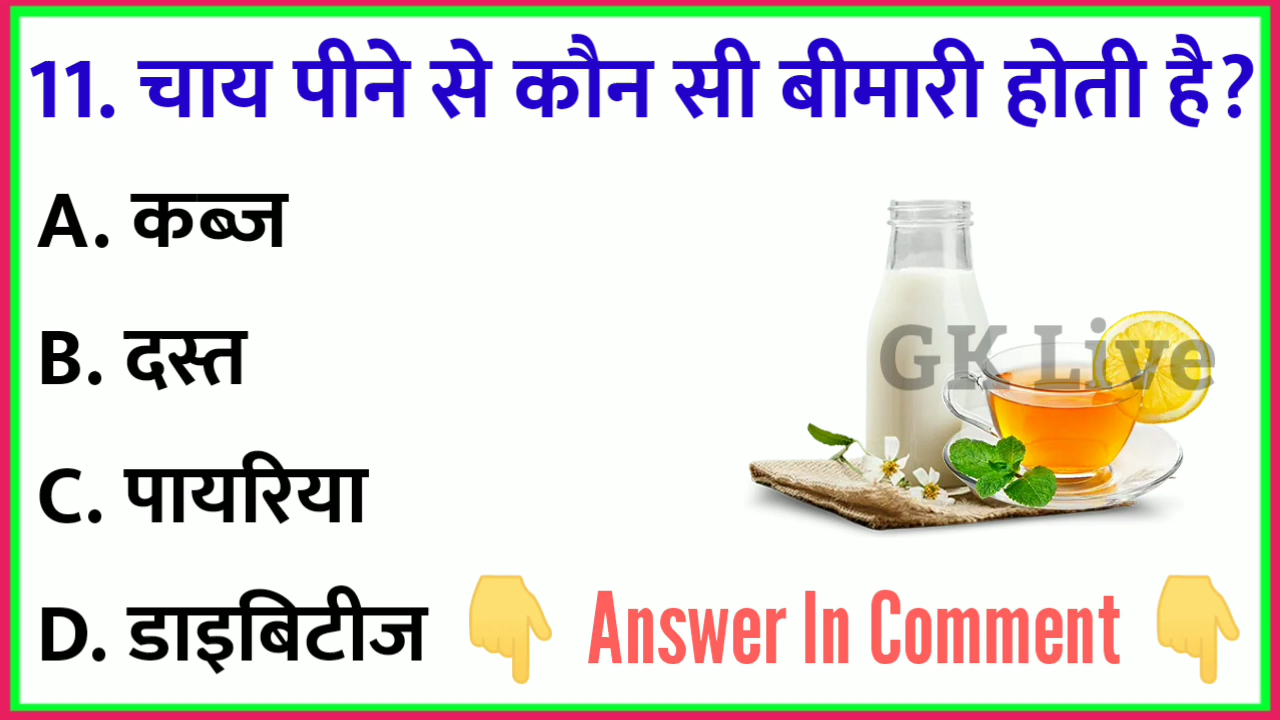 11. चाय पीने से कौन सी बीमारी होती है?
A. कब्ज
B. दस्त
GK Live
C. पायरिया
D. डाइबिटीज
Answer In Comment